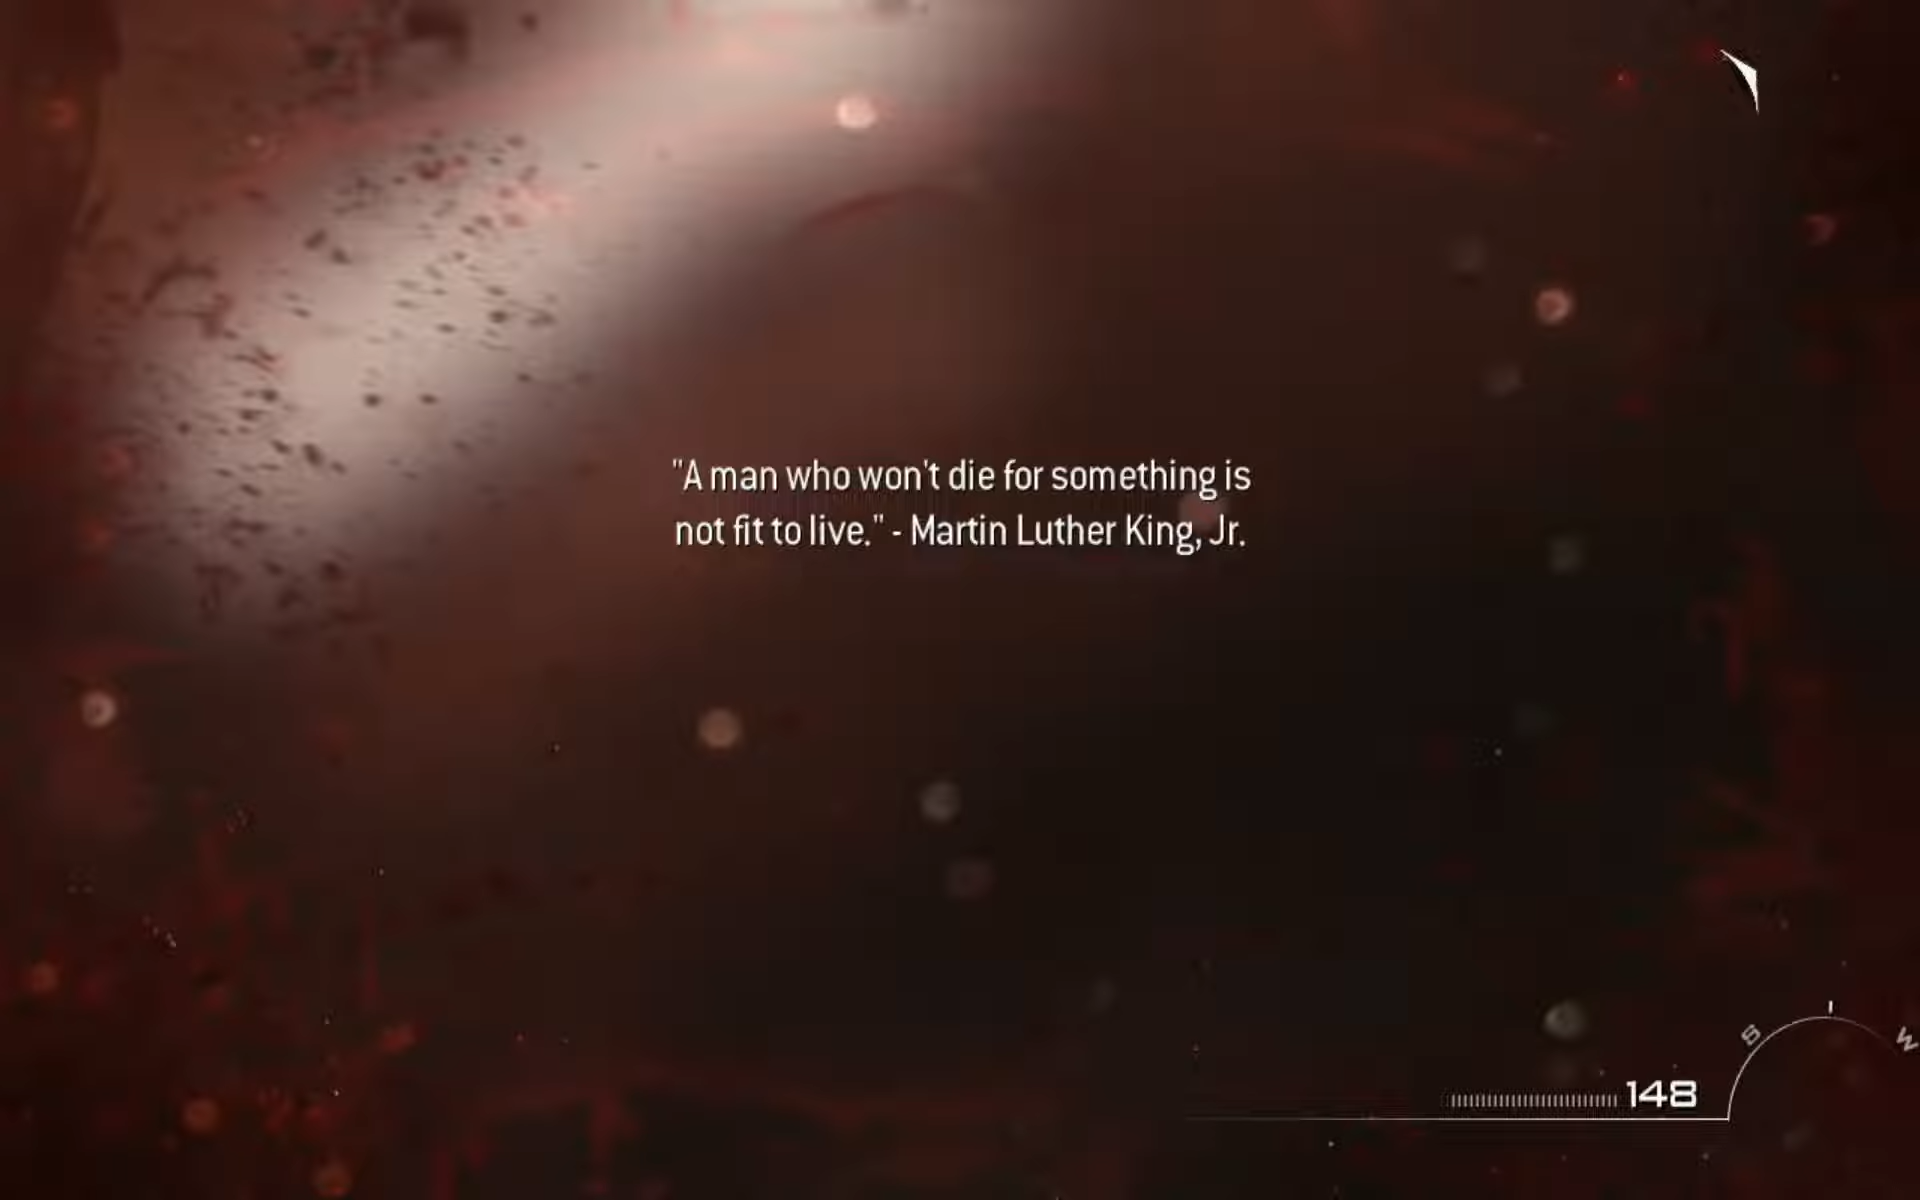 "A man who won't die for something is
not fit to live." - Martin Luther King, Jr.
S
W
148